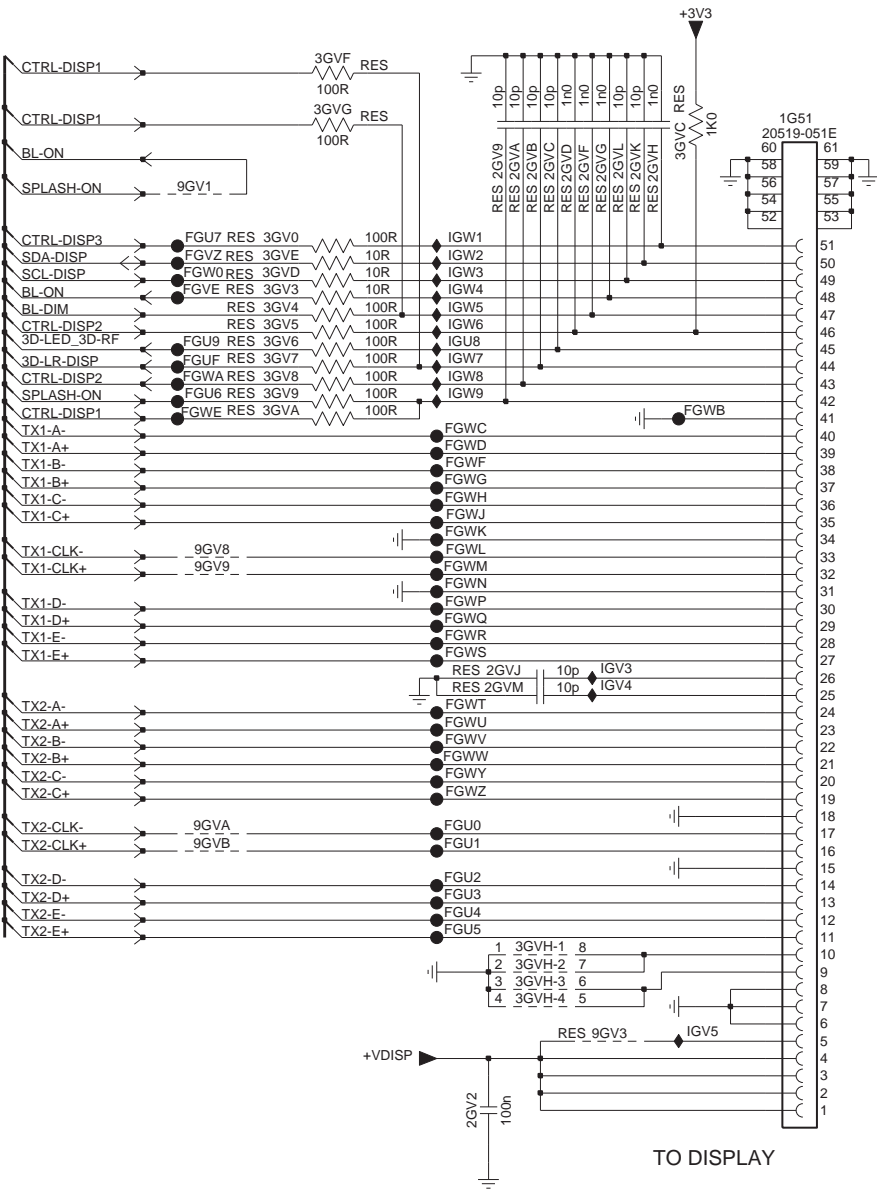 +3V3
CTRL-DISP1 3GVF RES
100R
CTRL-DISP1 3GVG RES
100R
BL-ON
SPLASH-ON 9GV1
10p 10p 10p 10p 1n0 1n0 1n0 10p 10p 1n0
RES 2GV9
RES 2GVA
RES 2GVB
RES 2GVC
RES 2GVD
RES 2GVF
RES 2GVG
RES 2GVL
RES 2GVK
RES 2GVH
3GVC RES
1K0
1G51
20519-051E
60 61
58 59
56 57
54 55
52 53
CTRL-DISP3 FGU7 RES 3GV0 100R IGW1 51
SDA-DISP FGVZ RES 3GVE 10R IGW2 50
SCL-DISP FGW0 RES 3GVD 10R IGW3 49
BL-ON FGVE RES 3GV3 10R IGW4 48
BL-DIM RES 3GV4 100R IGW5 47
CTRL-DISP2 RES 3GV5 100R IGW6 46
3D-LED_3D-RF FGU9 RES 3GV6 100R IGU8 45
3D-LR-DISP FGUF RES 3GV7 100R IGW7 44
CTRL-DISP2 FGWA RES 3GV8 100R IGW8 43
SPLASH-ON FGU6 RES 3GV9 100R IGW9 42
CTRL-DISP1 FGWE RES 3GVA 100R FGWB 41
TX1-A- FGWC 40
TX1-A+ FGWD 39
TX1-B- FGWF 38
TX1-B+ FGWG 37
TX1-C- FGWH 36
TX1-C+ FGWJ 35
FGWK 34
TX1-CLK- 9GV8 FGWL 33
TX1-CLK+ 9GV9 FGWM 32
FGWN 31
TX1-D- FGWP 30
TX1-D+ FGWQ 29
TX1-E- FGWR 28
TX1-E+ FGWS 27
RES 2GVJ 10p IGV3 26
RES 2GVM 10p IGV4 25
TX2-A- FGWT 24
TX2-A+ FGWU 23
TX2-B- FGWV 22
TX2-B+ FGWW 21
TX2-C- FGWY 20
TX2-C+ FGWZ 19
18
TX2-CLK- 9GVA FGU0 17
TX2-CLK+ 9GVB FGU1 16
15
TX2-D- FGU2 14
TX2-D+ FGU3 13
TX2-E- FGU4 12
TX2-E+ FGU5 11
1 3GVH-1 8 10
2 3GVH-2 7 9
3 3GVH-3 6 8
4 3GVH-4 5 7
6
RES 9GV3 IGV5 5
+VDISP 4
3
2
1
2GV2
100n
TO DISPLAY